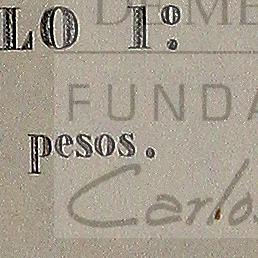 LO 1º
pesos.
FUNDA
Carlos